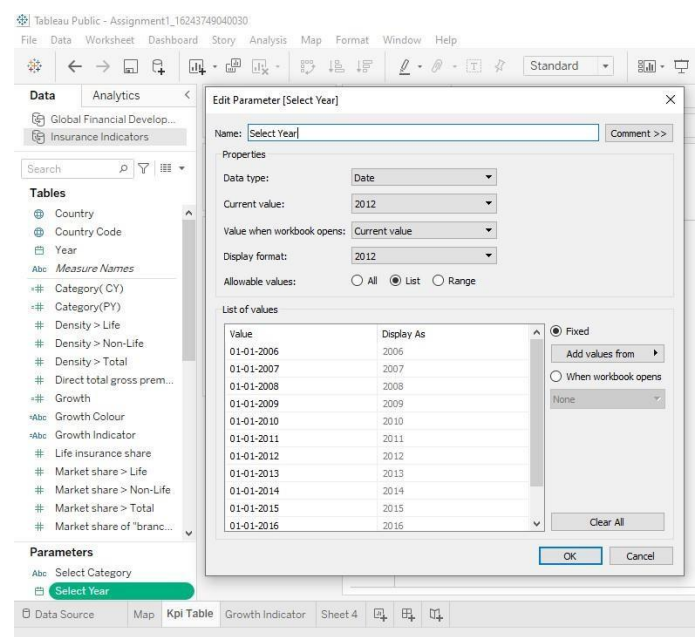 Tableau Public - Assignment1_16243749040030
File Data Worksheet Dashboard Story Analysis Map Format Window Help
Standard
Data Analytics <
Global Financial Develop...
Insurance Indicators
Search
Tables
Country
Country Code
Year
Abc Measure Names
=# Category( CY)
=# Category(PY)
# Density > Life
# Density > Non-Life
# Density > Total
# Direct total gross prem...
=# Growth
=Abc Growth Colour
=Abc Growth Indicator
# Life insurance share
# Market share > Life
# Market share > Non-Life
# Market share > Total
# Market share of "branc...
Parameters
Abc Select Category
Select Year
Edit Parameter [Select Year]
Name: Select Year Comment >>
Properties
Data type: Date
Current value: 2012
Value when workbook opens: Current value
Display format: 2012
Allowable values: All List Range
List of values
Value Display As
01-01-2006 2006
01-01-2007 2007
01-01-2008 2008
01-01-2009 2009
01-01-2010 2010
01-01-2011 2011
01-01-2012 2012
01-01-2013 2013
01-01-2014 2014
01-01-2015 2015
01-01-2016 2016
Fixed
Add values from
When workbook opens
None
Clear All
OK Cancel
Data Source Map Kpi Table Growth Indicator Sheet 4